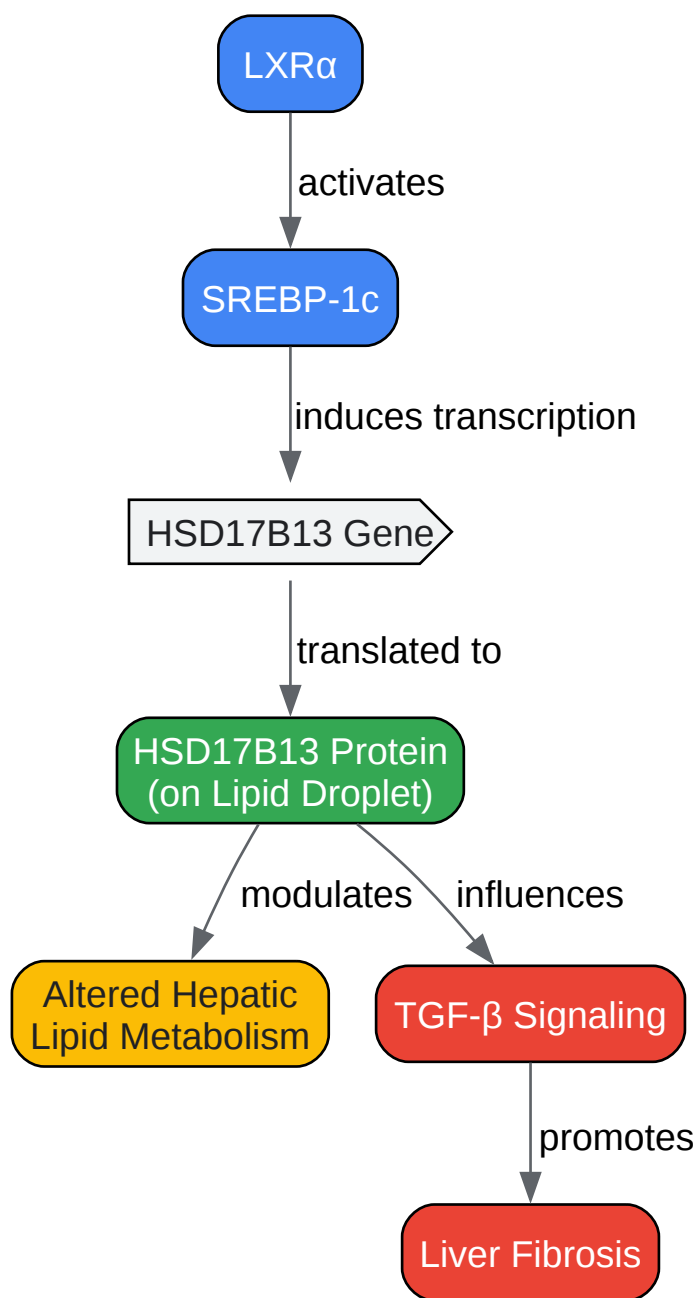 LXRα
activates
SREBP-1c
induces transcription
HSD17B13 Gene
translated to
HSD17B13 Protein
(on Lipid Droplet)
modulates
influences
Altered Hepatic
Lipid Metabolism
TGF-β Signaling
promotes
Liver Fibrosis